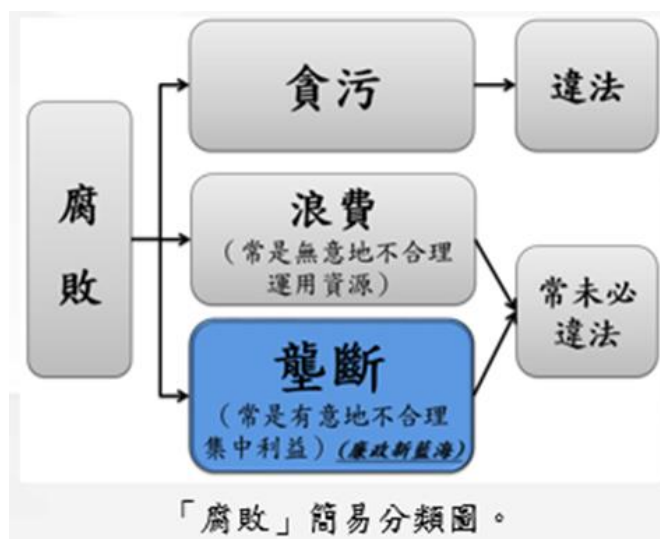 腐
敗
貪污
違法
浪費
（常是無意地不合理
運用資源）
壟斷
（常是有意地不合理
集中利益）(廉政新藍海)
常未必
違法
「腐敗」簡易分類圖。